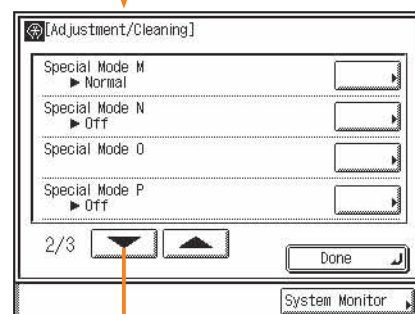 [Adjustment/Cleaning]
Special Mode M
► Normal
Special Mode N
► Off
Special Mode O
Special Mode P
► Off
2/3
Done
System Monitor